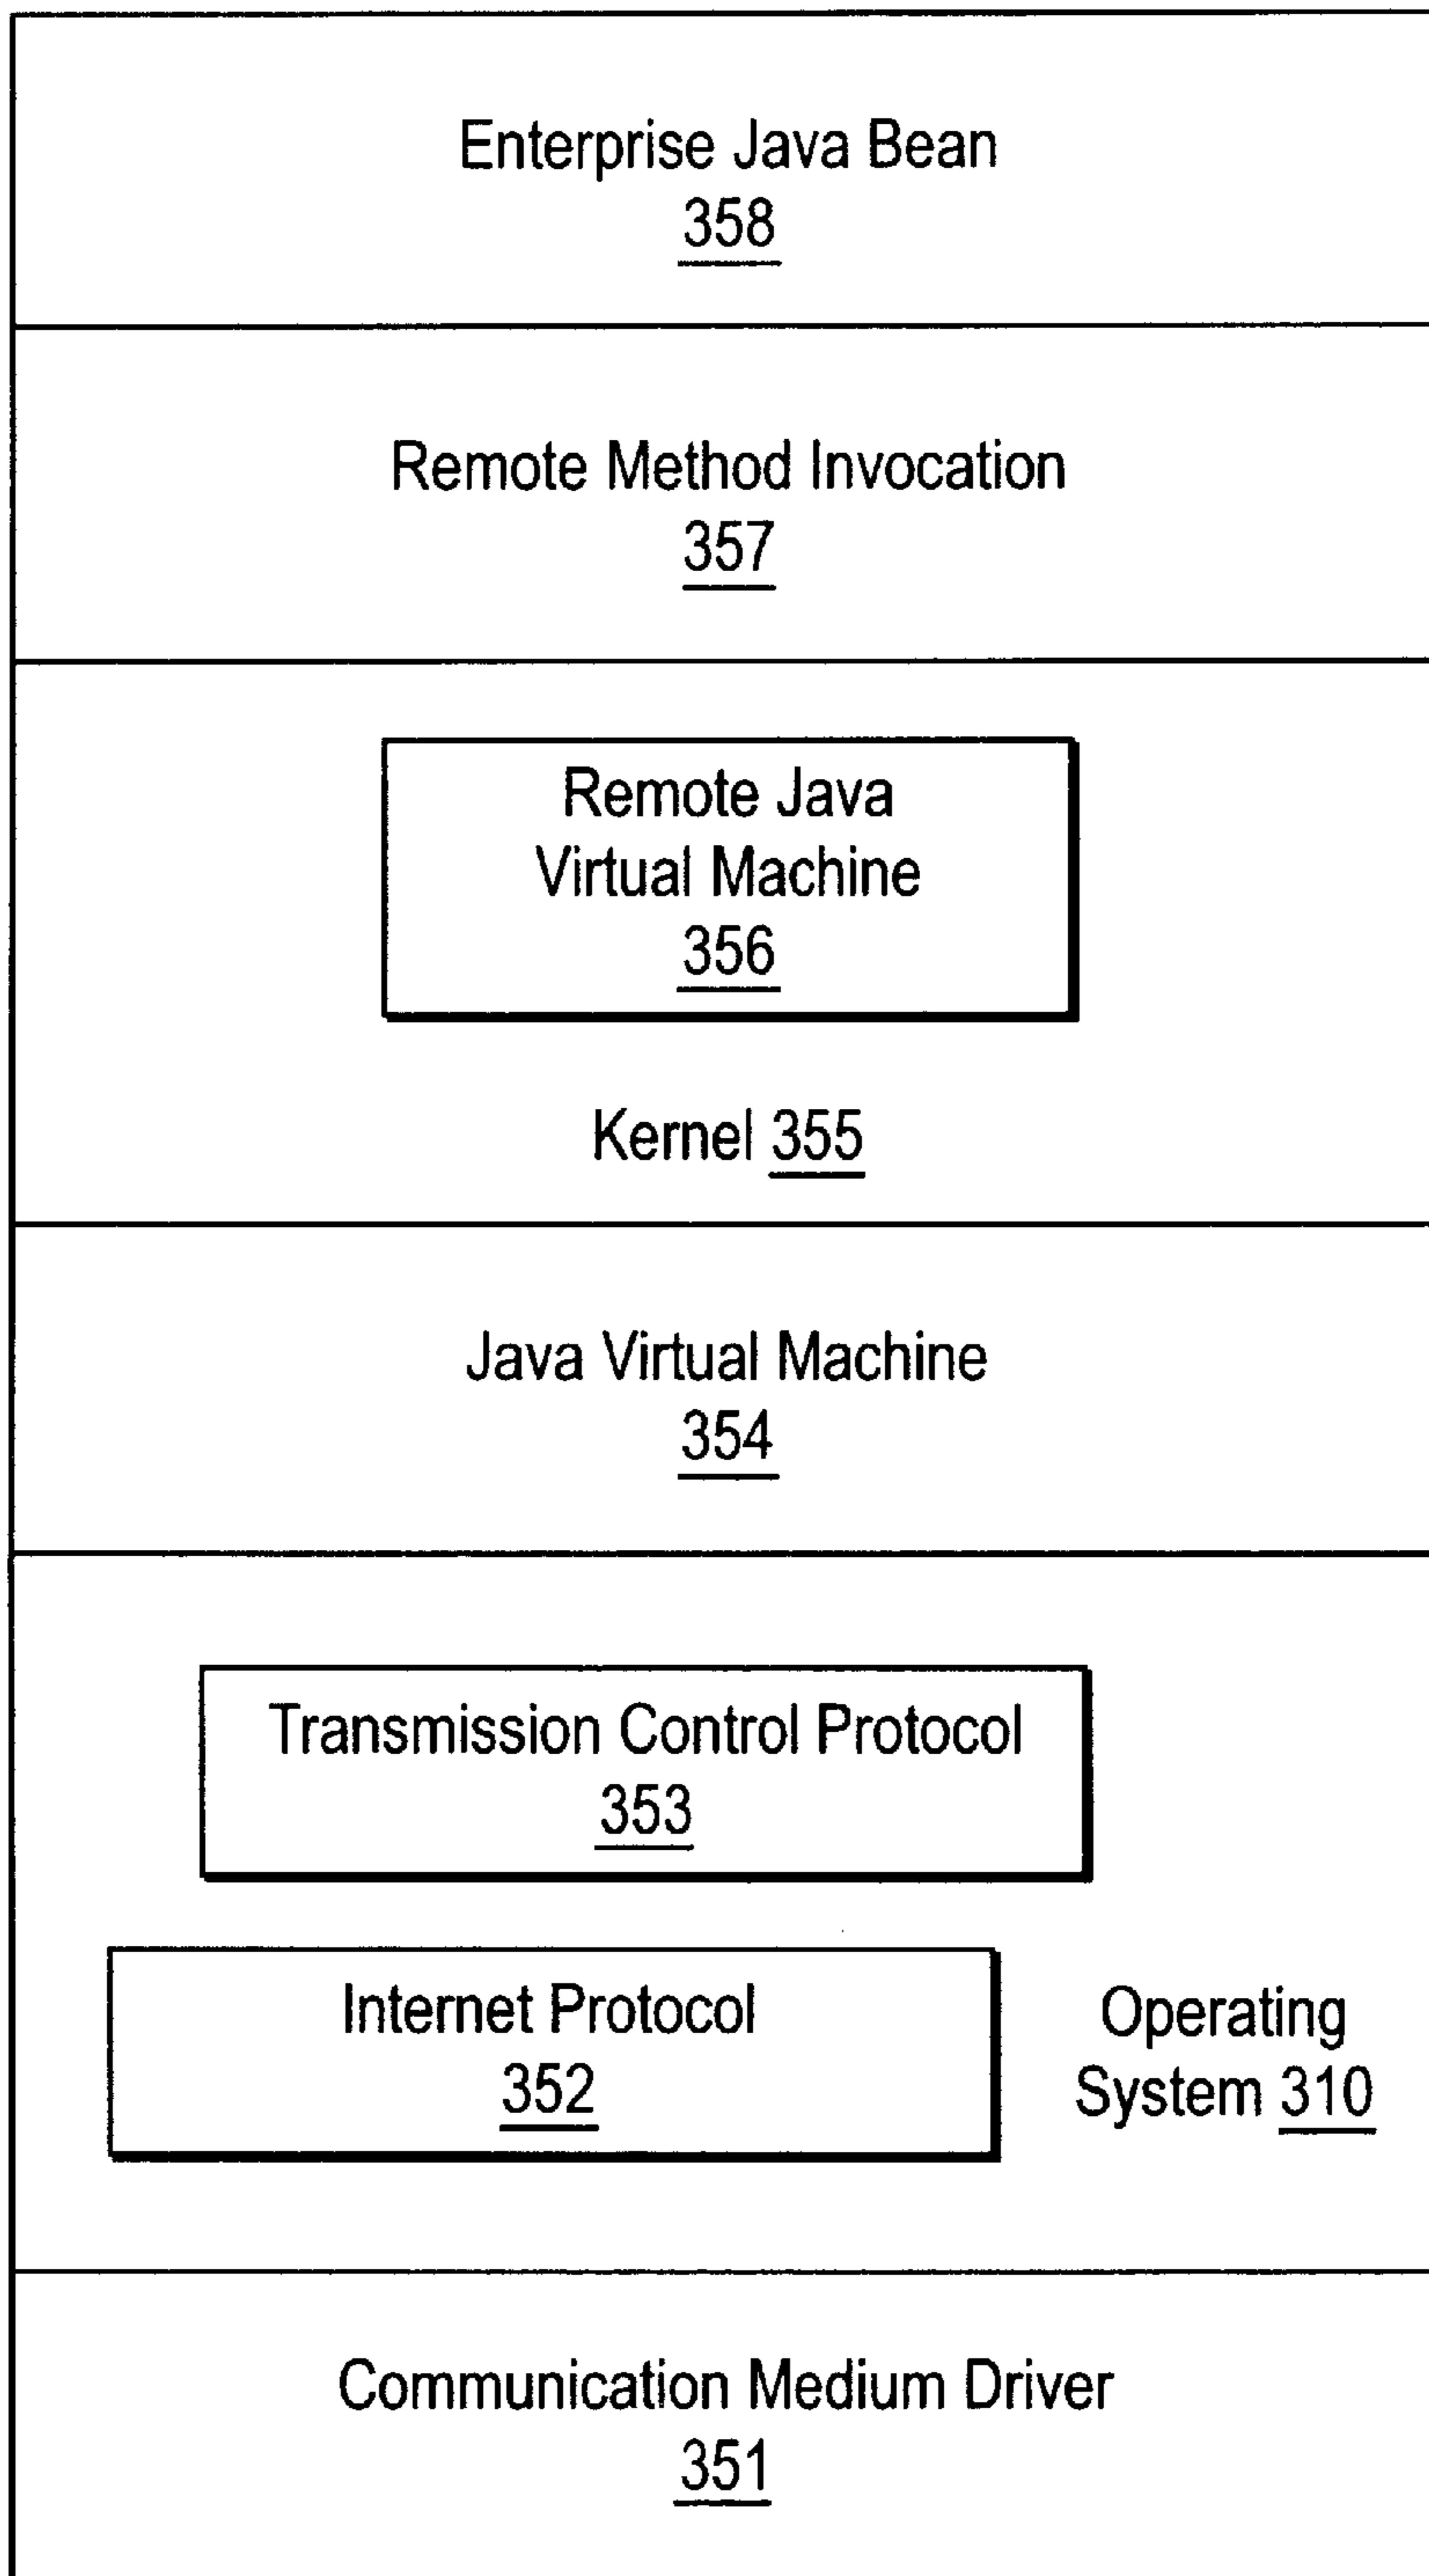 Enterprise Java Bean
358
Remote Method Invocation
357
Remote Java
Virtual Machine
356
Kernel 355
Java Virtual Machine
354
Transmission Control Protocol
353
Internet Protocol
352
Operating
System 310
Communication Medium Driver
351